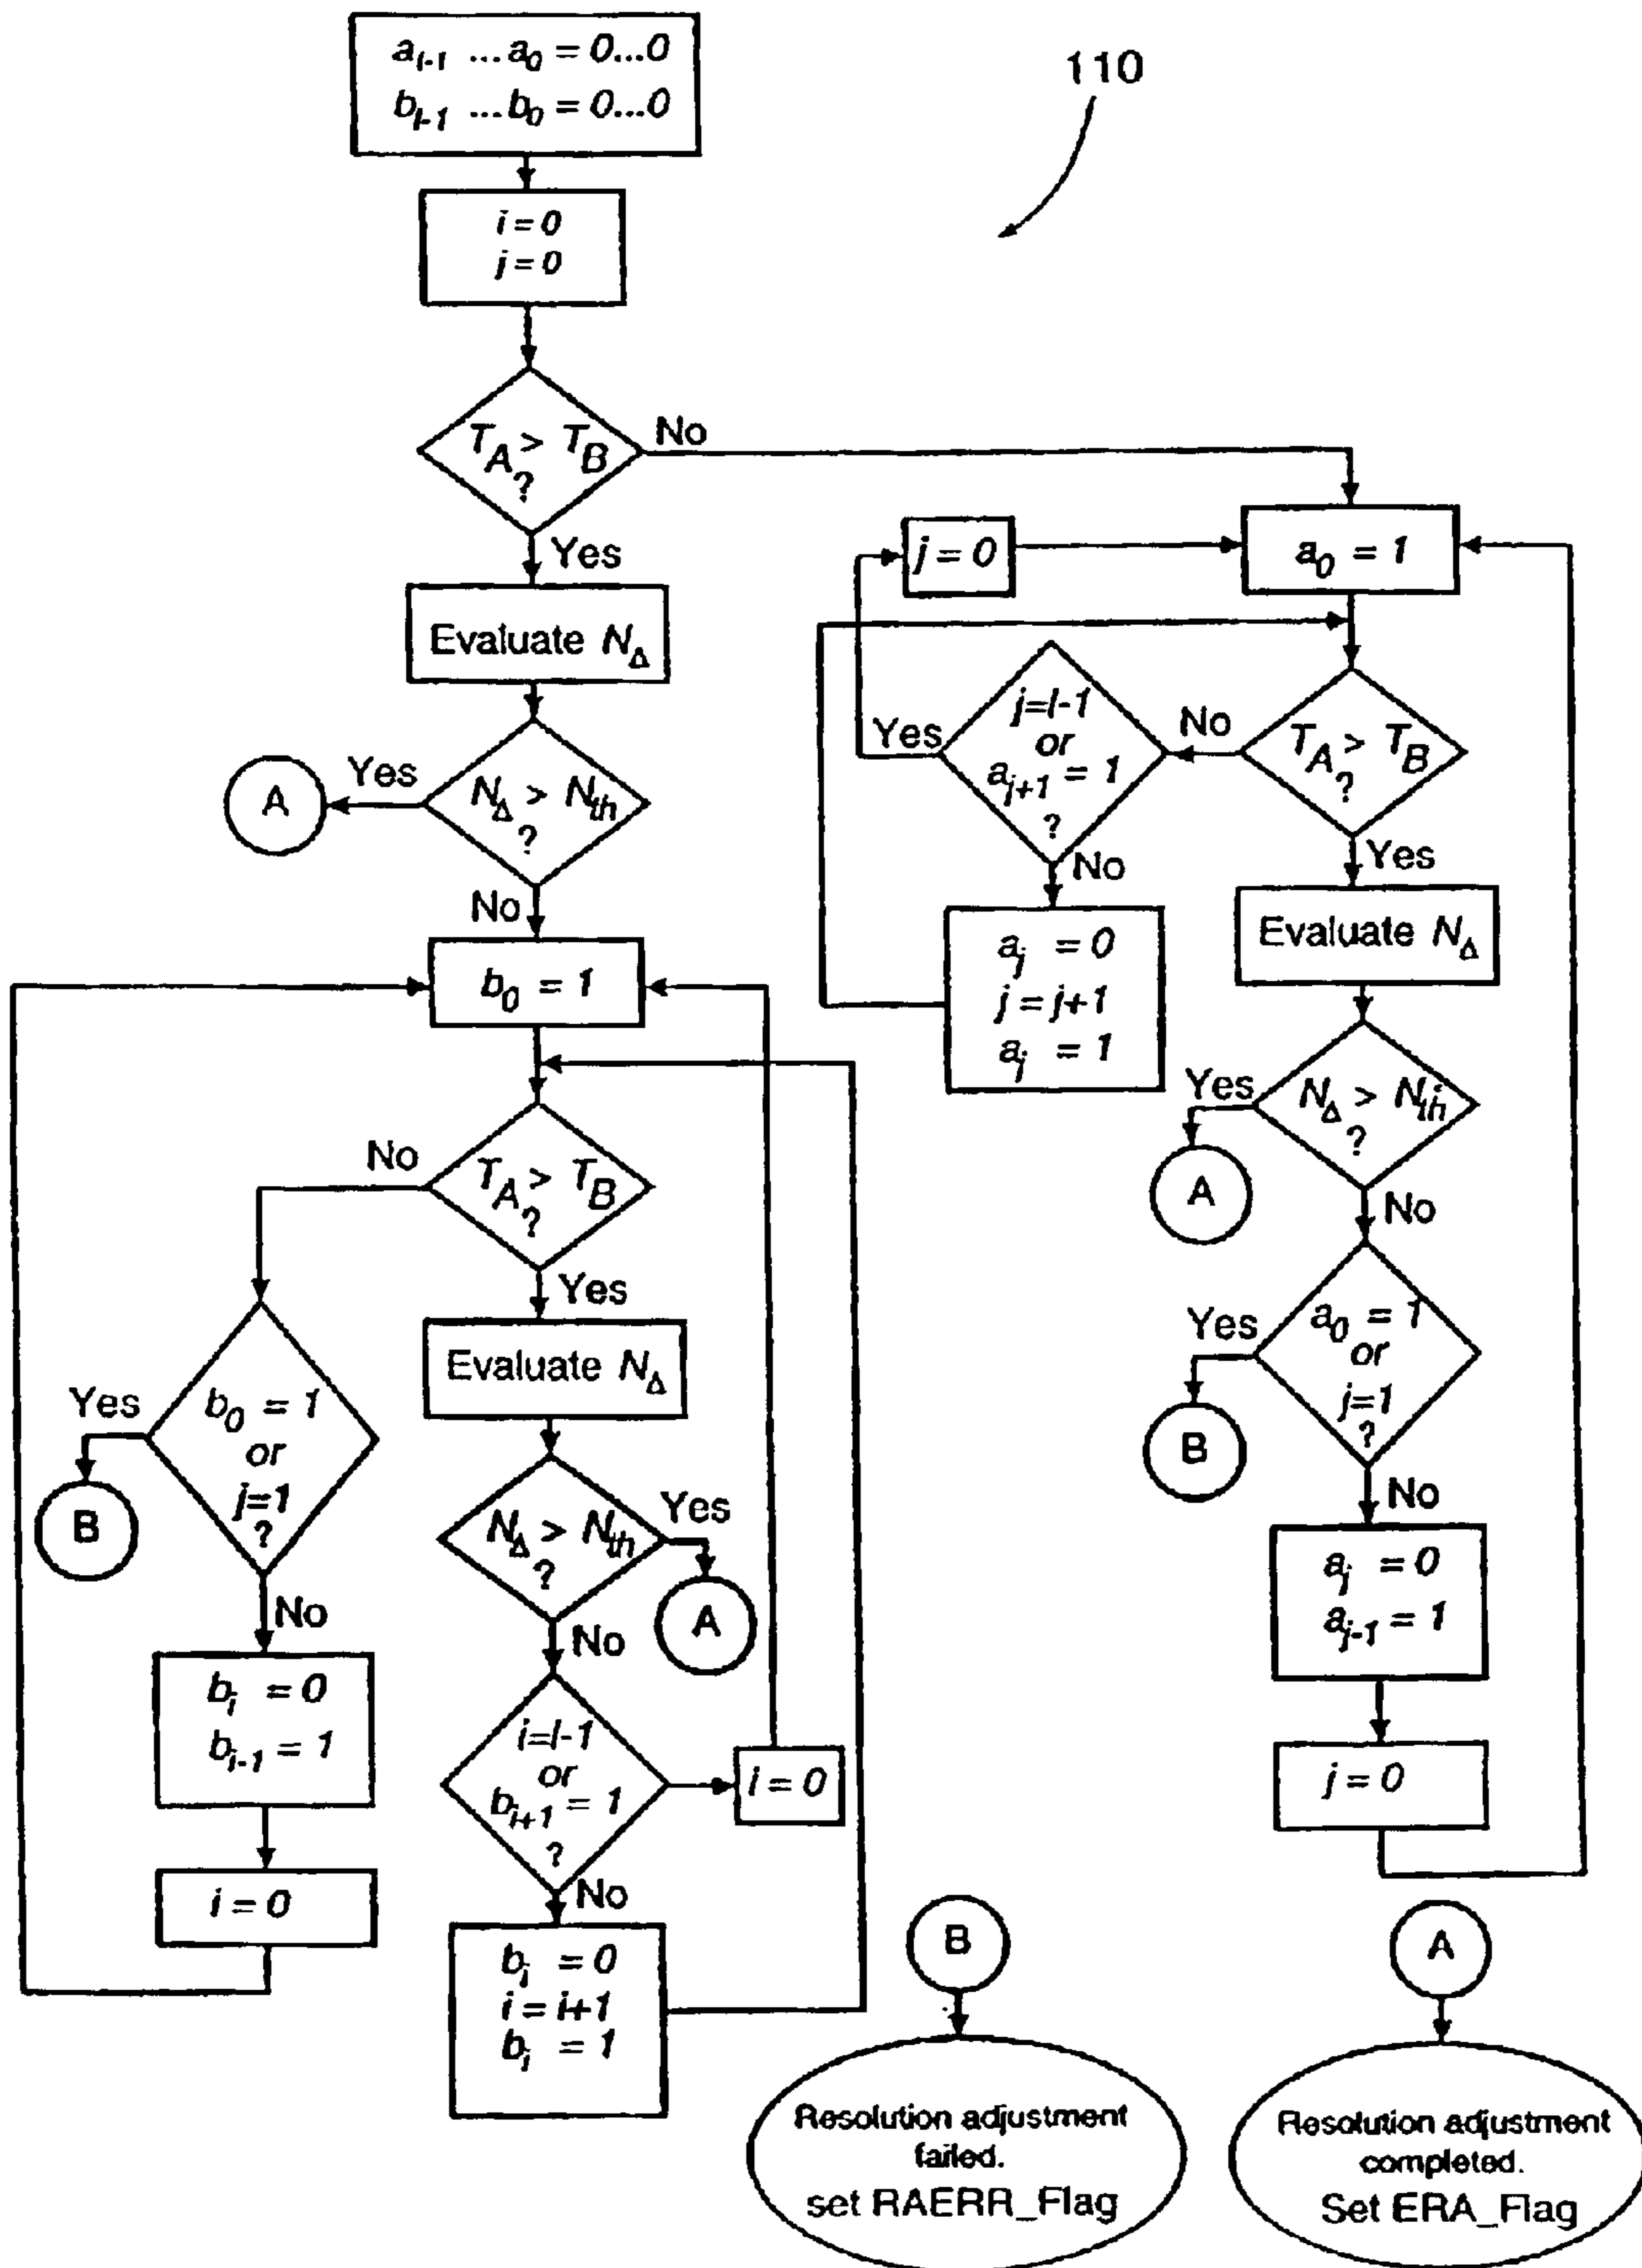 a_{l-1} ...a_0 = 0...0
b_{l-1} ...b_0 = 0...0
110
i = 0
j = 0
T_A > T_B
?
No
Yes
Evaluate N_Δ
N_Δ > N_th
?
Yes
A
No
b_0 = 1
T_A > T_B
?
No
Yes
b_0 = 1
or
j=1
?
Yes
B
No
b_i = 0
b_{i-1} = 1
i = 0
Evaluate N_Δ
N_Δ > N_th
?
Yes
A
No
i=l-1
or
b_{i+1} = 1
?
i = 0
No
b_i = 0
i = i+1
b_i = 1
j = 0
a_0 = 1
T_A > T_B
?
No
j=l-1
or
a_{j+1} = 1
?
Yes
No
a_j = 0
j = j+1
a_j = 1
Yes
Evaluate N_Δ
N_Δ > N_th
?
Yes
A
No
a_0 = 1
or
j=1
?
Yes
B
No
a_j = 0
a_{j-1} = 1
j = 0
B
Resolution adjustment
failed.
set RAERR_Flag
A
Resolution adjustment
completed.
Set ERA_Flag